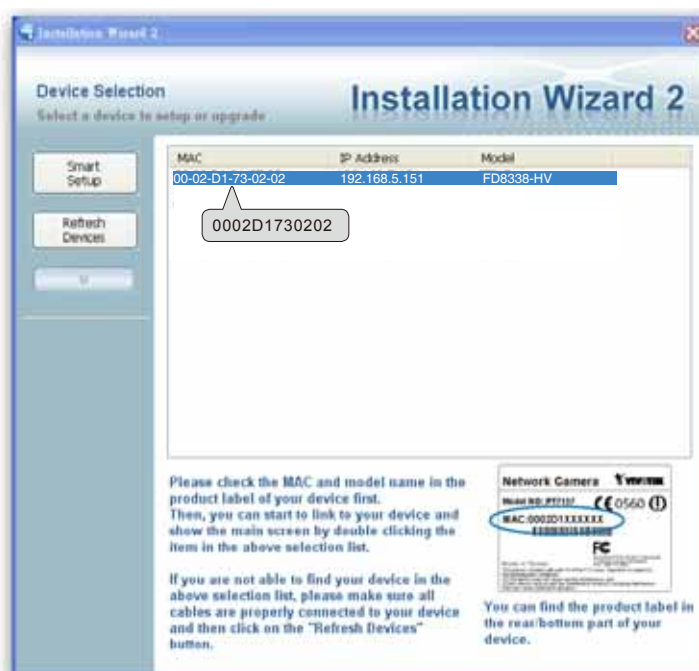 Installation Wizard 2
Device Selection
Select a device to setup or upgrade
Installation Wizard 2
Smart
Setup
Refresh
Devices
MAC IP Address Model
00-02-D1-73-02-02 192.168.5.151 FD8338-HV
0002D1730202
Please check the MAC and model name in the
product label of your device first.
Then, you can start to link to your device and
show the main screen by double clicking the
item in the above selection list.
If you are not able to find your device in the
above selection list, please make sure all
cables are properly connected to your device
and then click on the "Refresh Devices"
button.
Network Camera VIVOTEK
Model NO: PT7137
CE0560
MAC:0002D1XXXXXX
FC
You can find the product label in
the rear/bottom part of your
device.